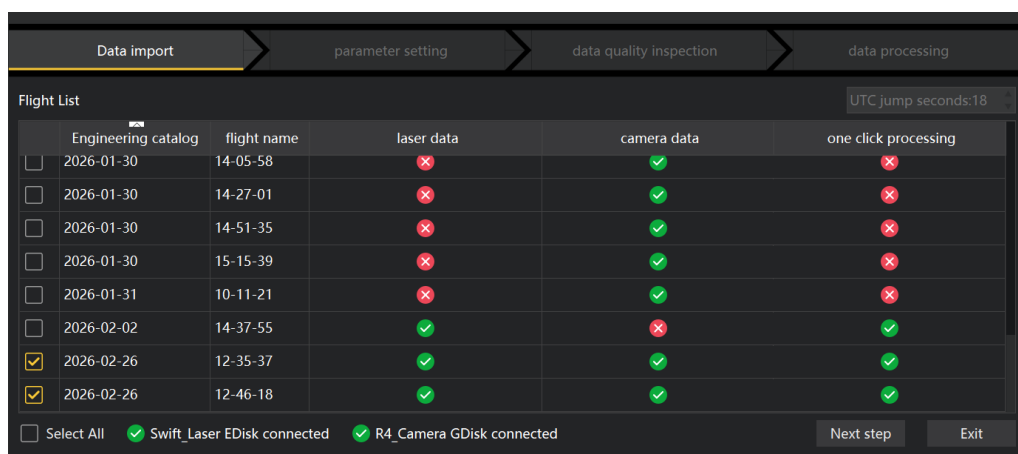 Data import parameter setting data quality inspection data processing
Flight List UTC jump seconds:18
Engineering catalog flight name laser data camera data one click processing
2026-01-30 14-05-58
2026-01-30 14-27-01
2026-01-30 14-51-35
2026-01-30 15-15-39
2026-01-31 10-11-21
2026-02-02 14-37-55
2026-02-26 12-35-37
2026-02-26 12-46-18
Select All Swift_Laser EDisk connected R4_Camera GDisk connected Next step Exit